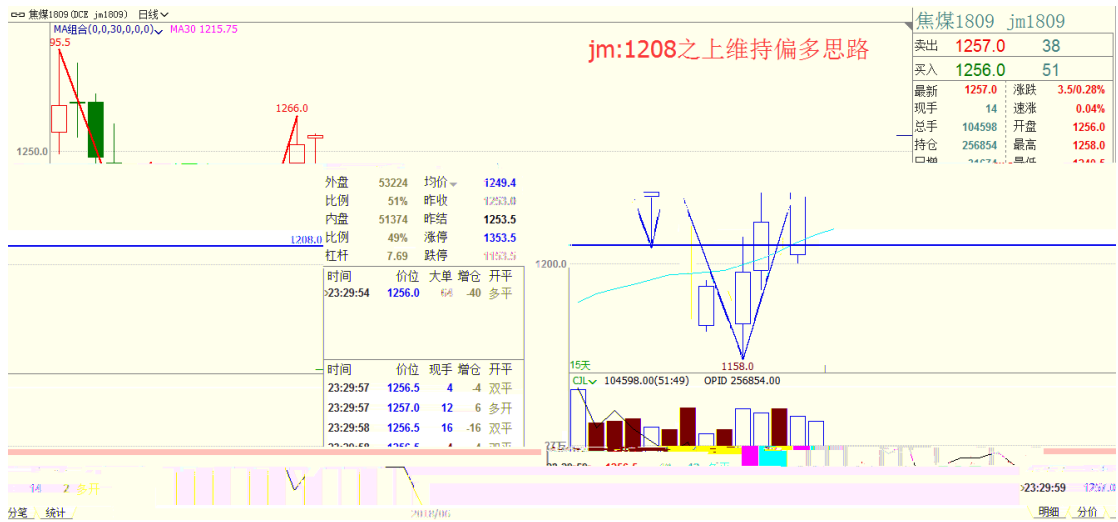 焦煤1809(DCE jm1809) 日线
MA组合(0,0,30,0,0,0) MA30 1215.75
95.5
1266.0
1250.0
jm:1208之上维持偏多思路
焦煤1809 jm1809
卖出 1257.0 38
买入 1256.0 51
最新 1257.0 涨跌 3.5/0.28%
现手 14 速涨 0.04%
总手 104598 开盘 1256.0
持仓 256854 最高 1258.0
外盘 53224 均价 1249.4
比例 51% 昨收 1253.0
内盘 51374 昨结 1253.5
比例 49% 涨停 1353.5
杠杆 7.69 跌停 1153.5
1208.0
时间 价位 大单 增仓 开平
23:29:54 1256.0 -40 多平
时间 价位 现手 增仓 开平
23:29:57 1256.5 4 -4 双平
23:29:57 1257.0 12 6 多开
23:29:58 1256.5 16 -16 双平
1200.0
1158.0
15天
CJL 104598.00(51:49) OPID 256854.00
多开
23:29:59
分笔 统计
2018/06
明细 分价